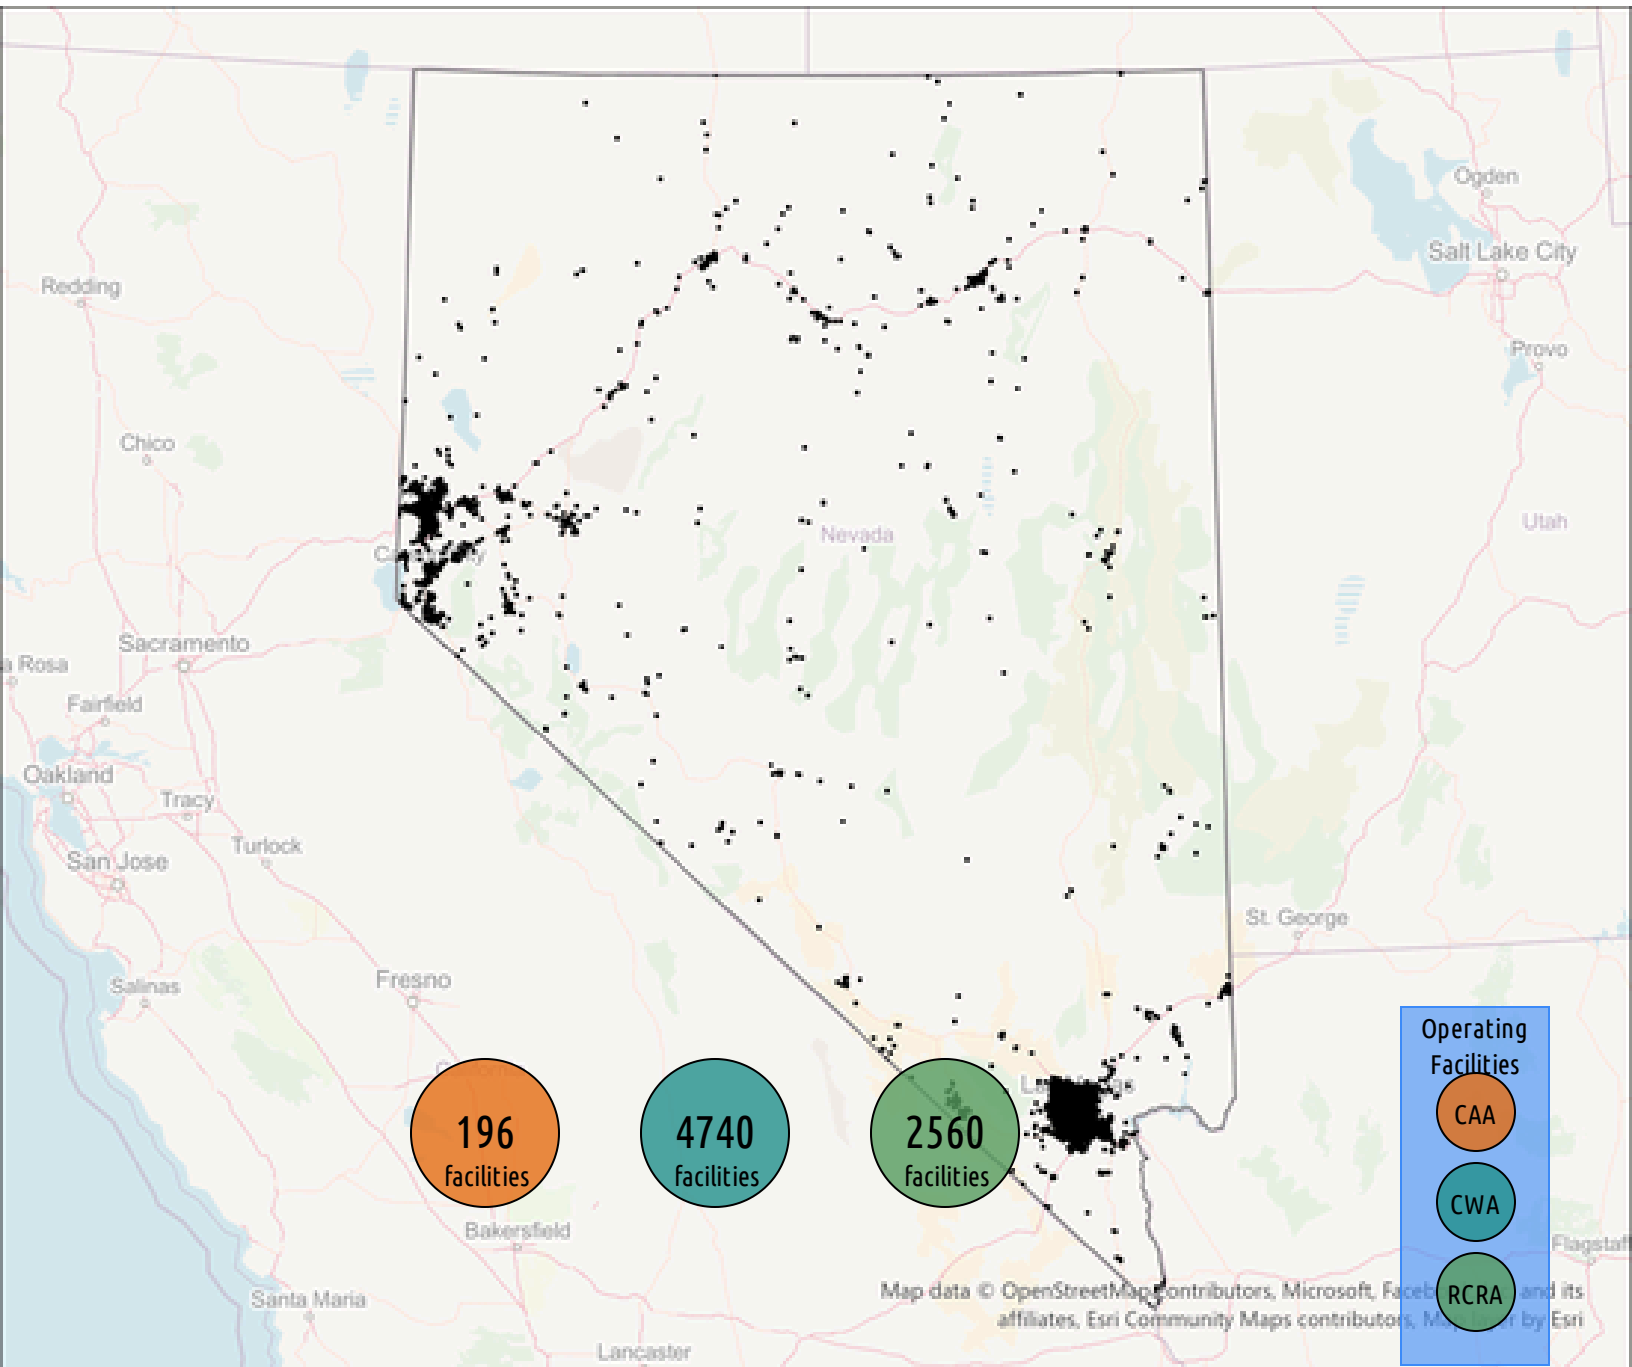 Ogden
Salt Lake City
Redding
Provo
Chico
Nevada
Utah
Sacramento
a Rosa
Fairfield
Oakland
Tracy
Turlock
San Jose
St. George
Fresno
Salinas
Operating
Facilities
CAA
196
facilities
4740
facilities
2560
facilities
CWA
Bakersfield
Flagstaff
RCRA
Santa Maria
Map data © OpenStreetMap contributors, Microsoft, and its
affiliates, Esri Community Maps contributors, Map layer by Esri
Lancaster